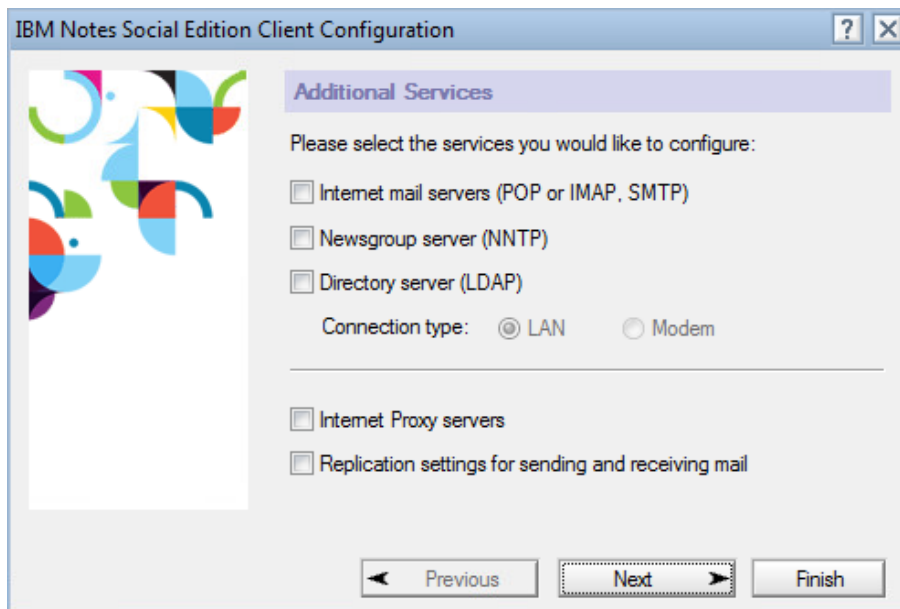 IBM Notes Social Edition Client Configuration
Additional Services
Please select the services you would like to configure:
Internet mail servers (POP or IMAP, SMTP)
Newsgroup server (NNTP)
Directory server (LDAP)
Connection type: LAN Modem
Internet Proxy servers
Replication settings for sending and receiving mail
Previous Next Finish